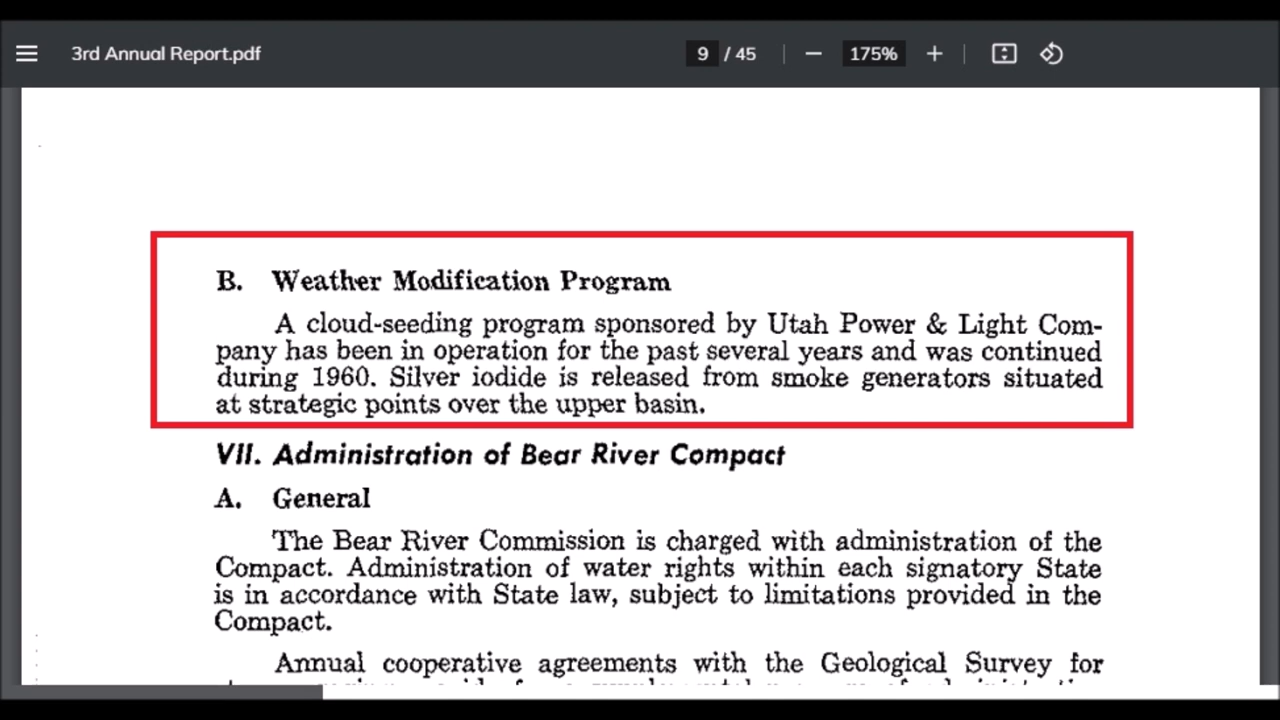 3rd Annual Report.pdf
9 / 45
175%
B. Weather Modification Program
A cloud-seeding program sponsored by Utah Power & Light Com-
pany has been in operation for the past several years and was continued
during 1960. Silver iodide is released from smoke generators situated
at strategic points over the upper basin.
VII. Administration of Bear River Compact
A. General
The Bear River Commission is charged with administration of the
Compact. Administration of water rights within each signatory State
is in accordance with State law, subject to limitations provided in the
Compact.
Annual cooperative agreements with the Geological Survey for